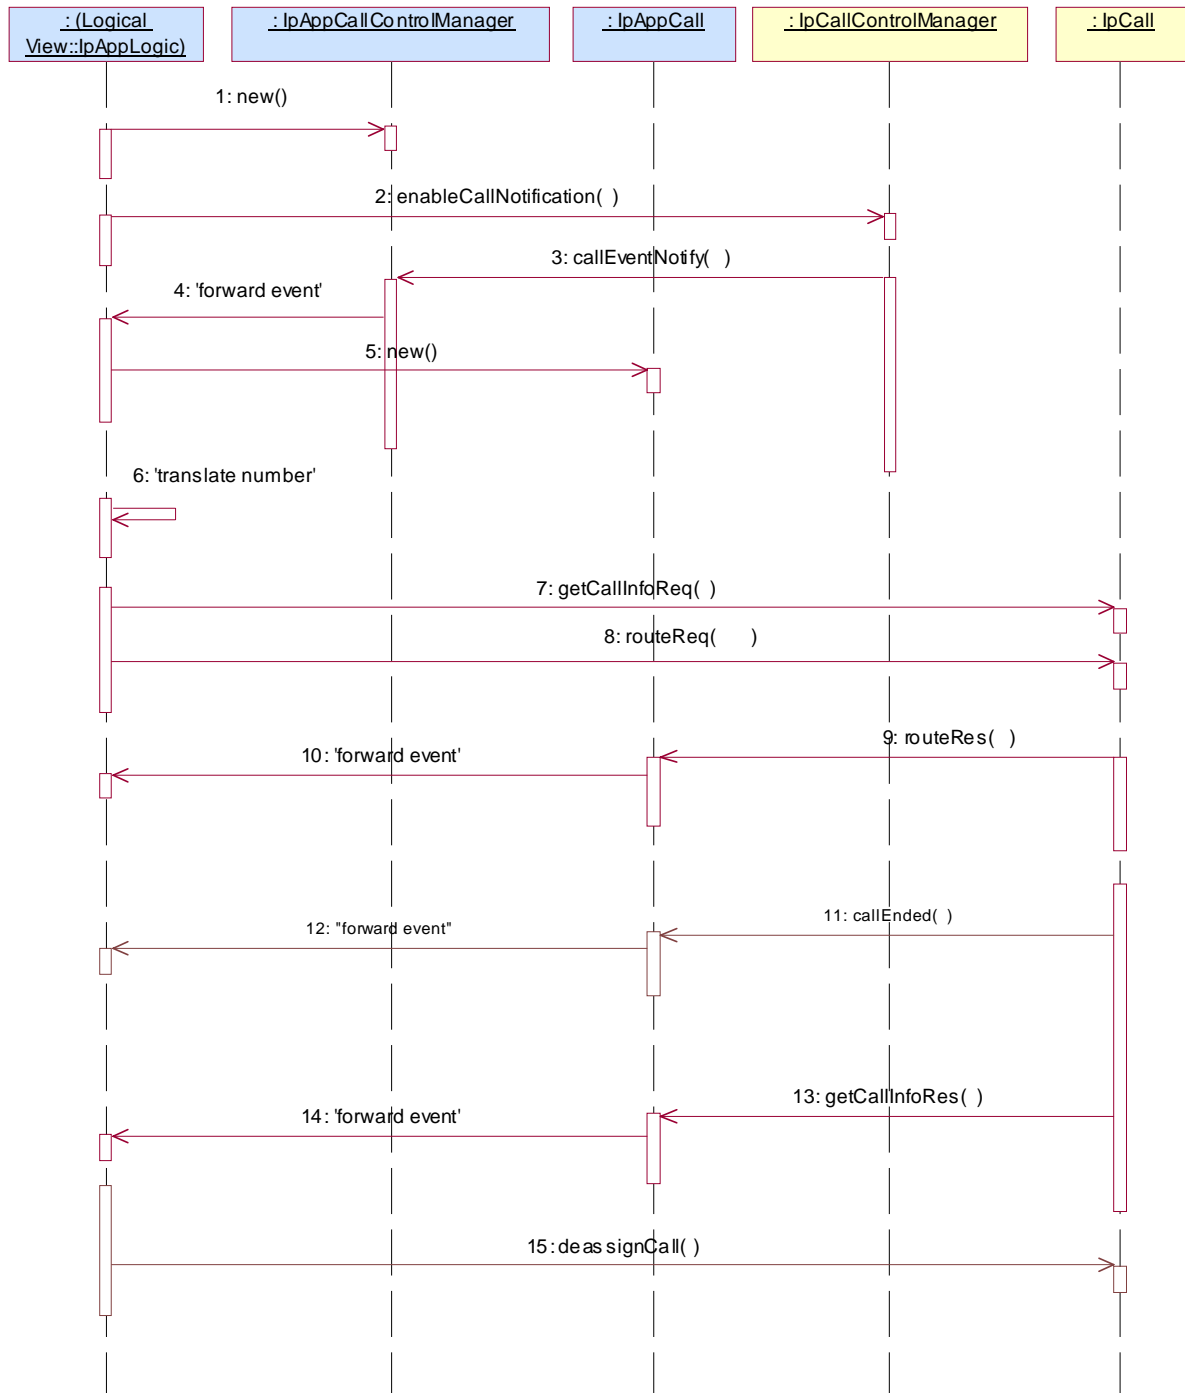 : (Logical
View::IpAppLogic)
: IpAppCallControlManager
: IpAppCall
: IpCallControlManager
: IpCall
1: new()
2: enableCallNotification( )
3: callEventNotify( )
4: 'forward event'
5: new()
6: 'translate number'
7: getCallInfoReq( )
8: routeReq( )
9: routeRes( )
10: 'forward event'
11: callEnded( )
12: "forward event"
13: getCallInfoRes( )
14: 'forward event'
15: deassignCall( )